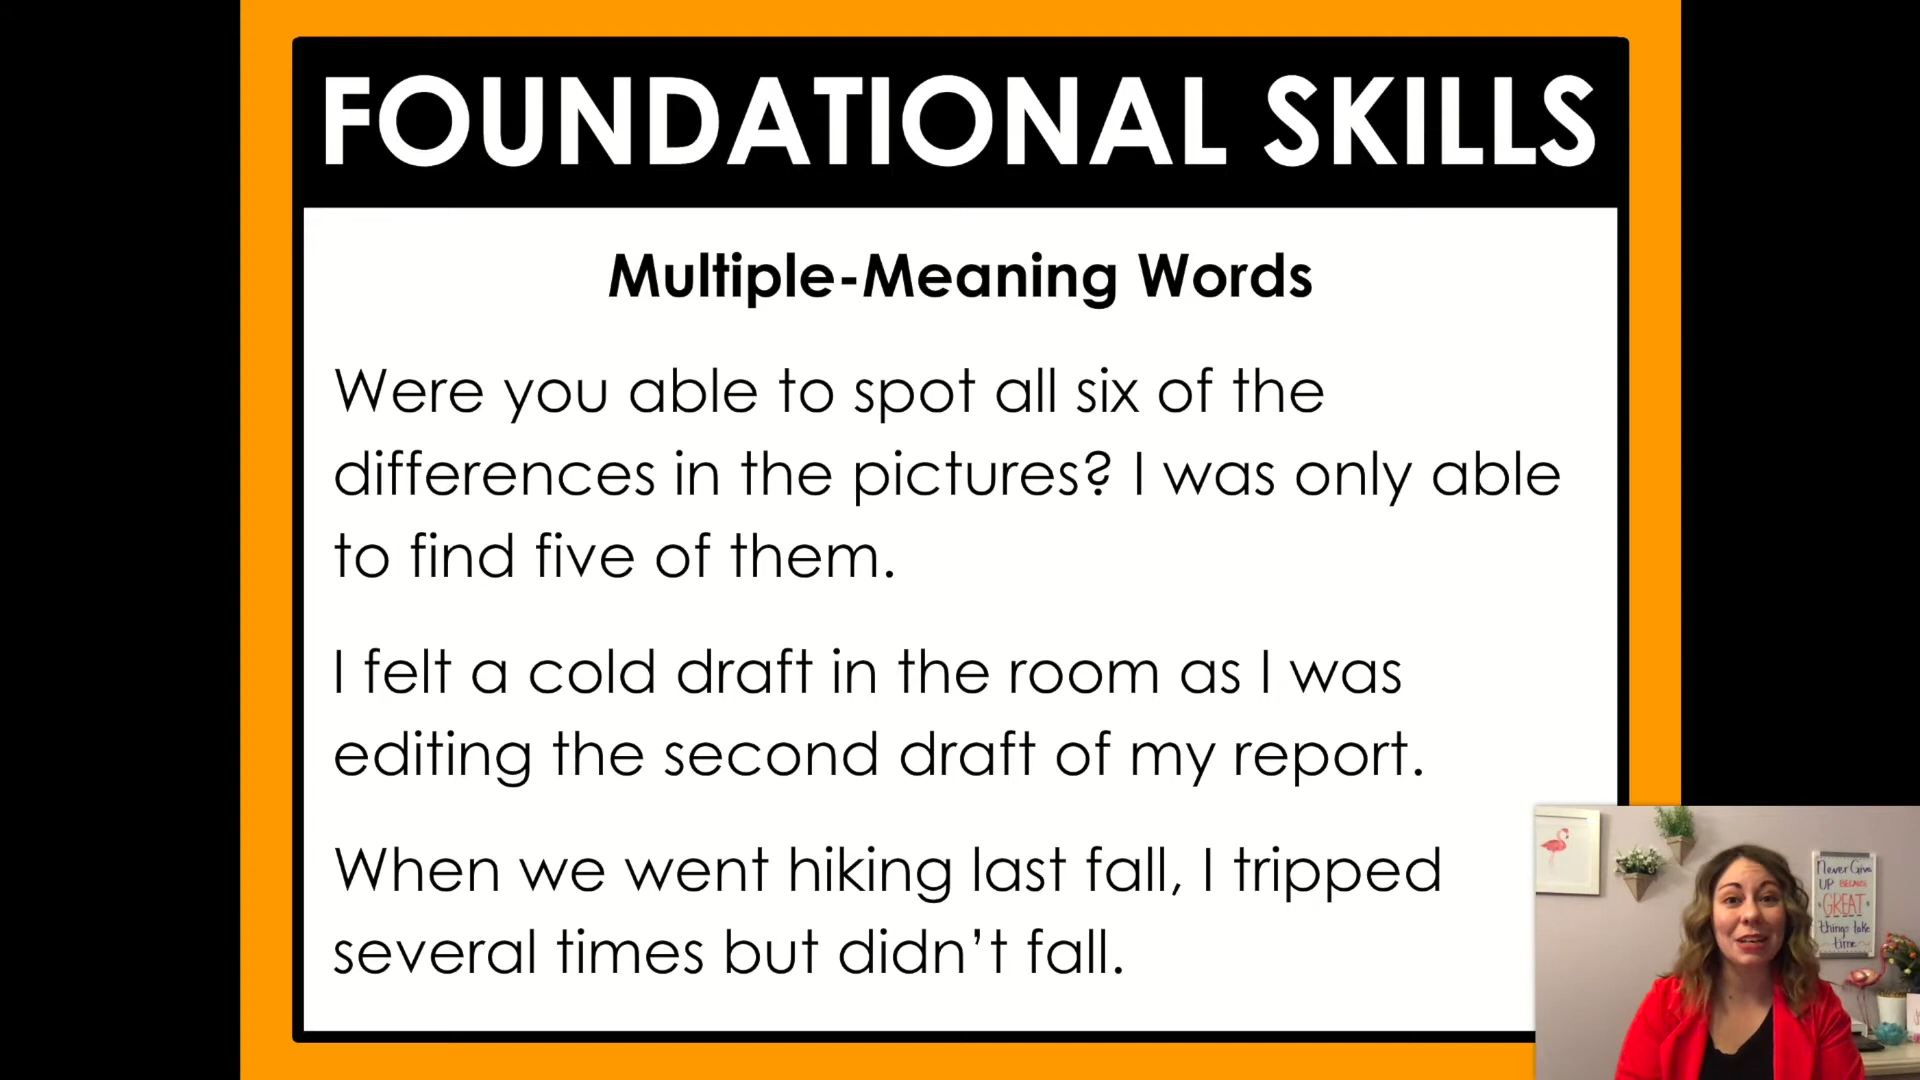 FOUNDATIONAL SKILLS
Multiple-Meaning Words
Were you able to spot all six of the
differences in the pictures? I was only able
to find five of them.
I felt a cold draft in the room as I was
editing the second draft of my report.
When we went hiking last fall, I tripped
several times but didn’t fall.
Never Give
UP BECAUSE
GREAT
things take
time